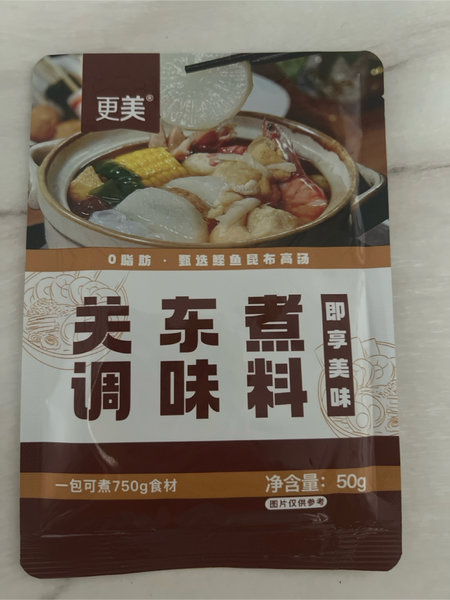 更美®
0脂肪 · 甄选鲣鱼昆布高汤
关东煮
调味料
即享美味
一包可煮750g食材
净含量：50g
图片仅供参考